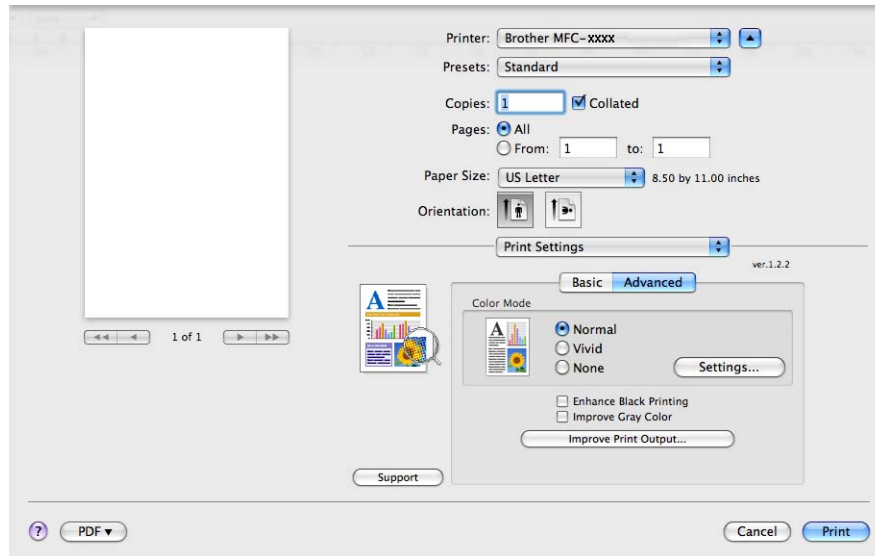 Printer: Brother MFC-xxxx
Presets: Standard
Copies: 1 Collated
Pages: All
From: 1 to: 1
Paper Size: US Letter 8.50 by 11.00 inches
Orientation:
Print Settings
ver.1.2.2
Basic Advanced
Color Mode
Normal
Vivid
None
Settings...
Enhance Black Printing
Improve Gray Color
Improve Print Output...
1 of 1
Support
? PDF
Cancel Print